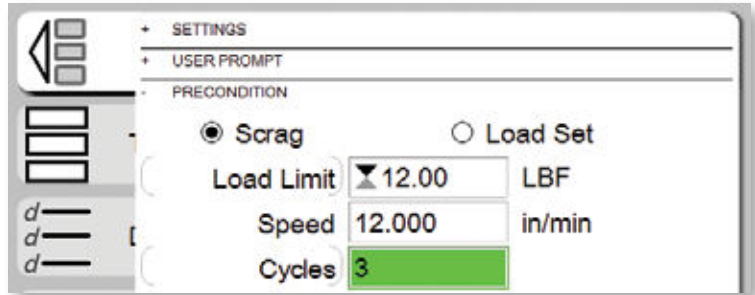 + SETTINGS
+ USER PROMPT
- PRECONDITION
Scrag Load Set
Load Limit 12.00 LBF
Speed 12.000 in/min
d
d
d
Cycles 3